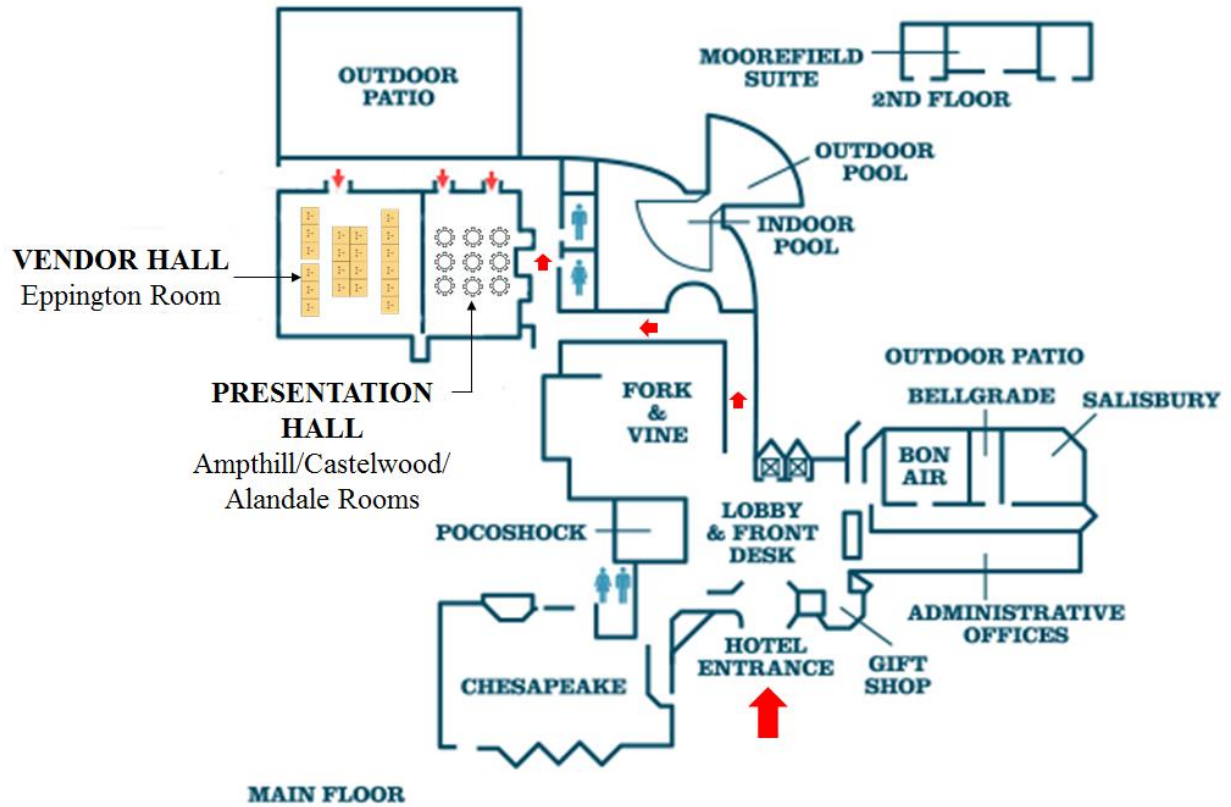 OUTDOOR
PATIO
MOOREFIELD
SUITE
2ND FLOOR
OUTDOOR
POOL
INDOOR
POOL
VENDOR HALL
Eppington Room
PRESENTATION
HALL
Ampthill/Castelwood/
Alandale Rooms
FORK
&
VINE
OUTDOOR PATIO
BELLGRADE
SALISBURY
BON
AIR
LOBBY
& FRONT
DESK
POCOSHOCK
ADMINISTRATIVE
OFFICES
HOTEL
ENTRANCE
GIFT
SHOP
CHESAPEAKE
MAIN FLOOR